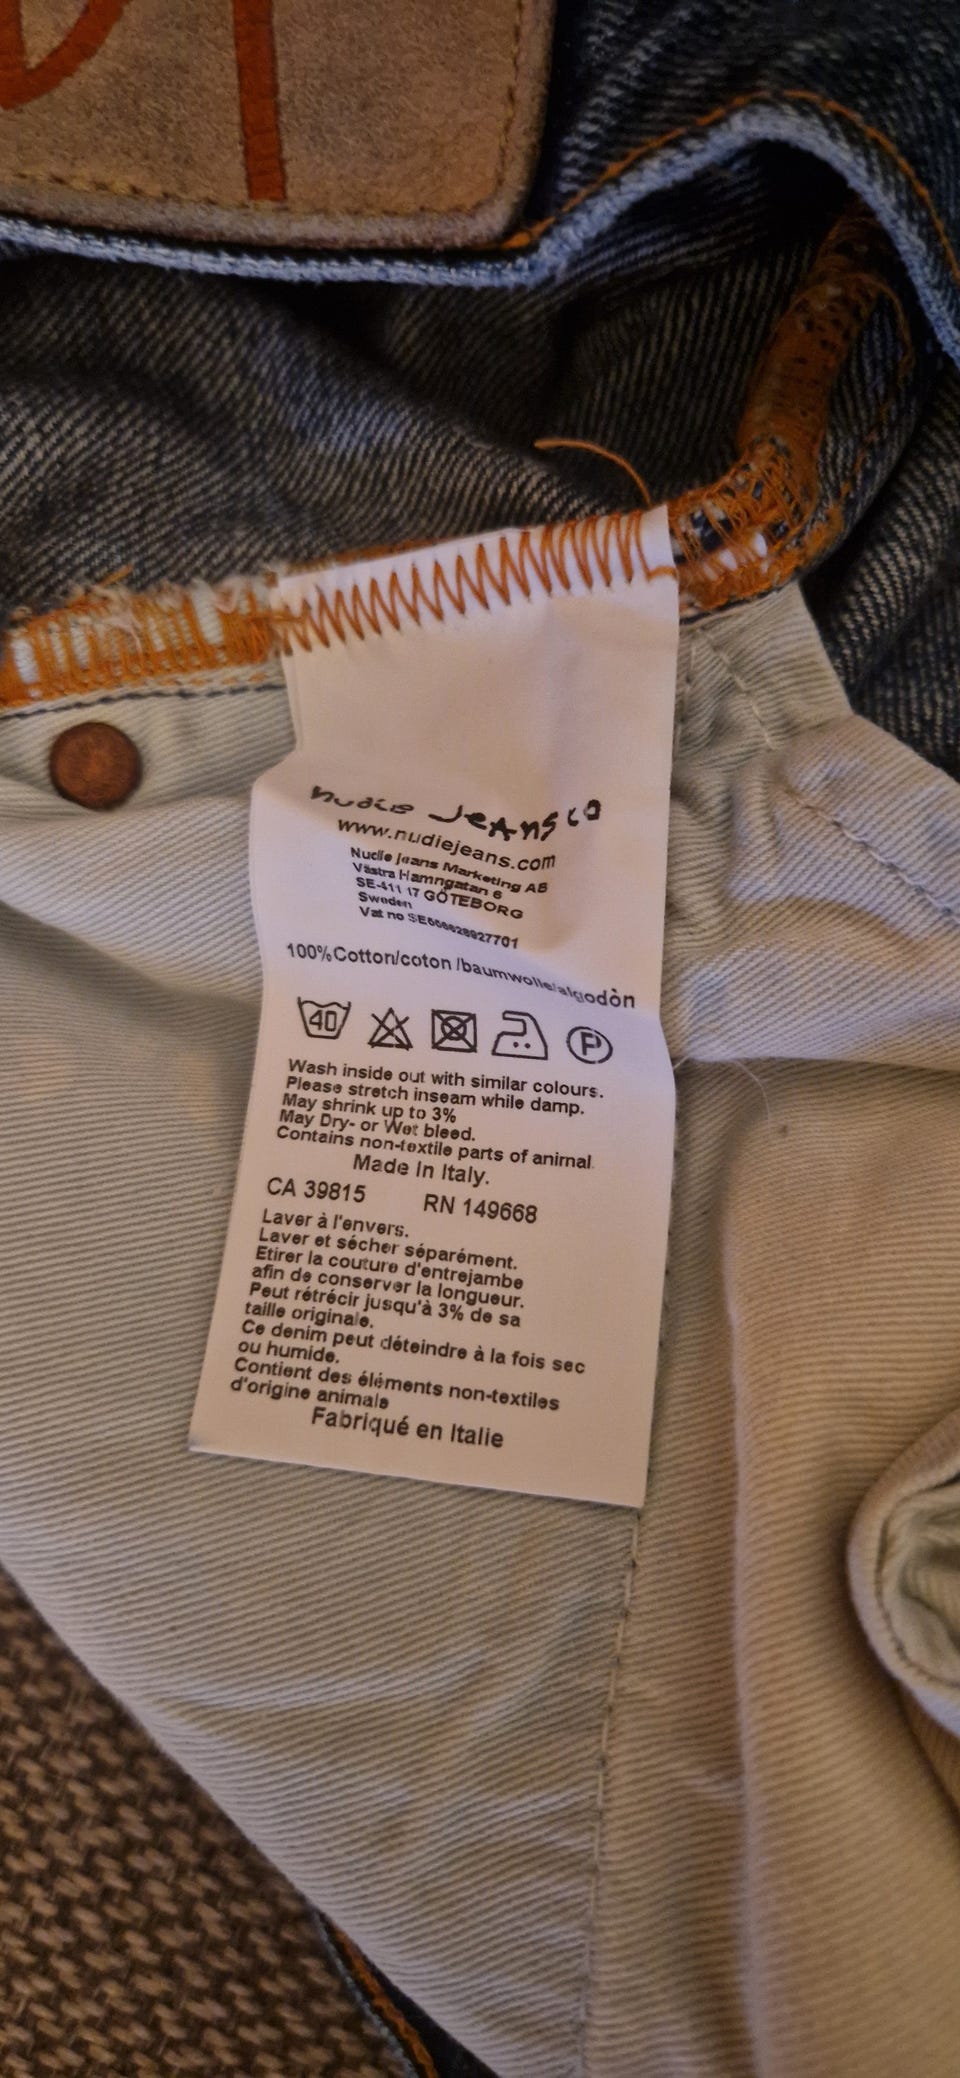 nudie jeans co
www.nudiejeans.com
Nudie Jeans Marketing AB
Västra Hamngatan 6
SE-411 17 GÖTEBORG
Sweden
Vat no SE556628927701
100%Cotton/coton /baumwolle/algodòn
40 P
Wash inside out with similar colours.
Please stretch inseam while damp.
May shrink up to 3%
May Dry- or Wet bleed.
Contains non-textile parts of animal
Made In Italy.
CA 39815 RN 149668
Laver à l'envers.
Laver et sécher séparément.
Etirer la couture d'entrejambe
afin de conserver la longueur.
Peut rétrécir jusqu'à 3% de sa
taille originale.
Ce denim peut déteindre à la fois sec
ou humide.
Contient des éléments non-textiles
d'origine animale
Fabriqué en Italie